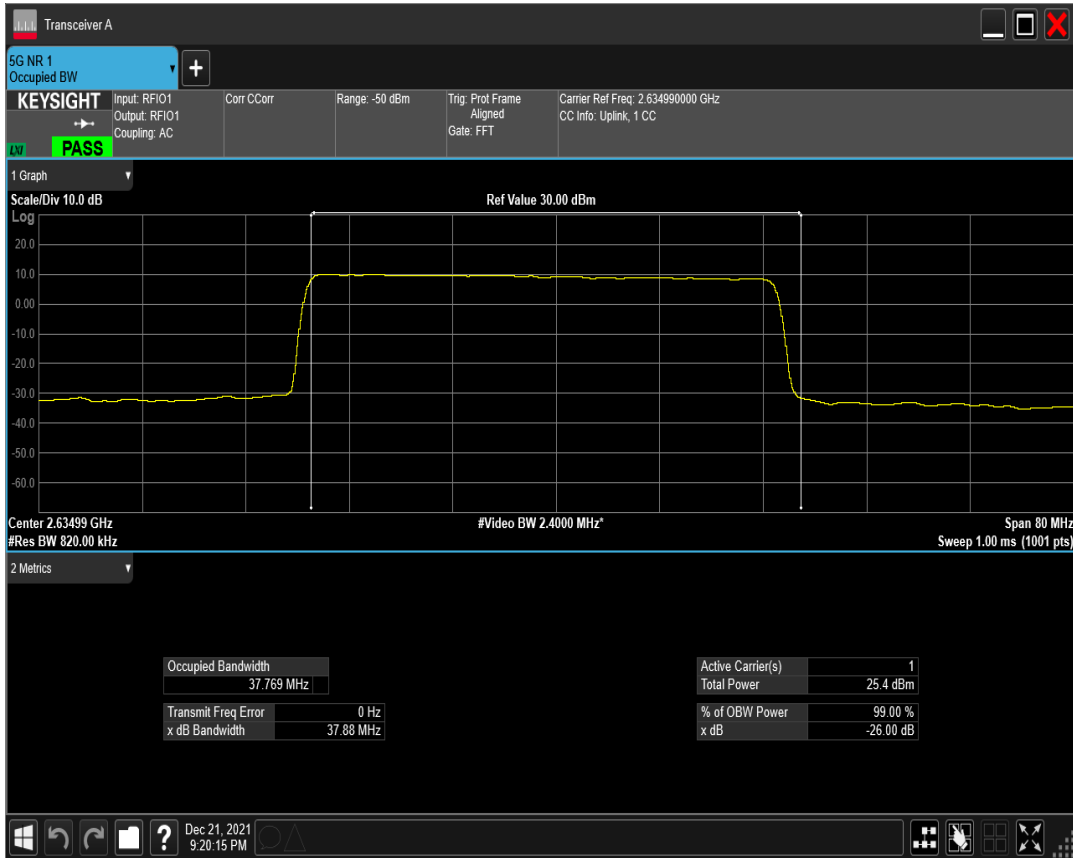 Transceiver A
5G NR 1
Occupied BW
KEYSIGHT
LXI
PASS
Input: RFIO1
Output: RFIO1
Coupling: AC
Corr CCorr
Range: -50 dBm
Trig: Prot Frame
Aligned
Gate: FFT
Carrier Ref Freq: 2.634990000 GHz
CC Info: Uplink, 1 CC
1 Graph
Scale/Div 10.0 dB
Ref Value 30.00 dBm
Log
20.0
10.0
0.00
-10.0
-20.0
-30.0
-40.0
-50.0
-60.0
Center 2.63499 GHz
#Video BW 2.4000 MHz*
Span 80 MHz
#Res BW 820.00 kHz
Sweep 1.00 ms (1001 pts)
2 Metrics
Occupied Bandwidth
37.769 MHz
Transmit Freq Error 0 Hz
x dB Bandwidth 37.88 MHz
Active Carrier(s) 1
Total Power 25.4 dBm
% of OBW Power 99.00 %
x dB -26.00 dB
?
Dec 21, 2021
9:20:15 PM